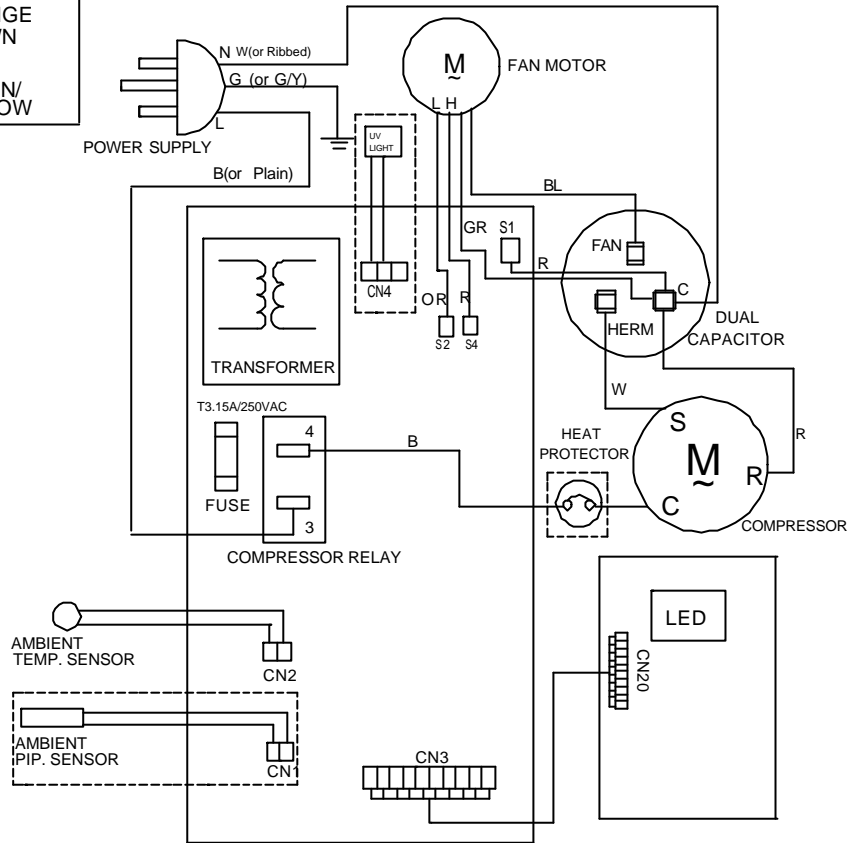 NGE
WN
N/
OW
N W(or Ribbed)
G (or G/Y)
L
POWER SUPPLY
B(or Plain)
UV
LIGHT
CN4
M
~
L H
FAN MOTOR
BL
GR
S1
R
OR
R
S2
S4
FAN
C
HERM
DUAL
CAPACITOR
W
R
TRANSFORMER
T3.15A/250VAC
FUSE
4
3
B
COMPRESSOR RELAY
HEAT
PROTECTOR
S
M
~
R
C
COMPRESSOR
AMBIENT
TEMP. SENSOR
CN2
AMBIENT
PIP. SENSOR
CN1
CN3
LED
CN20